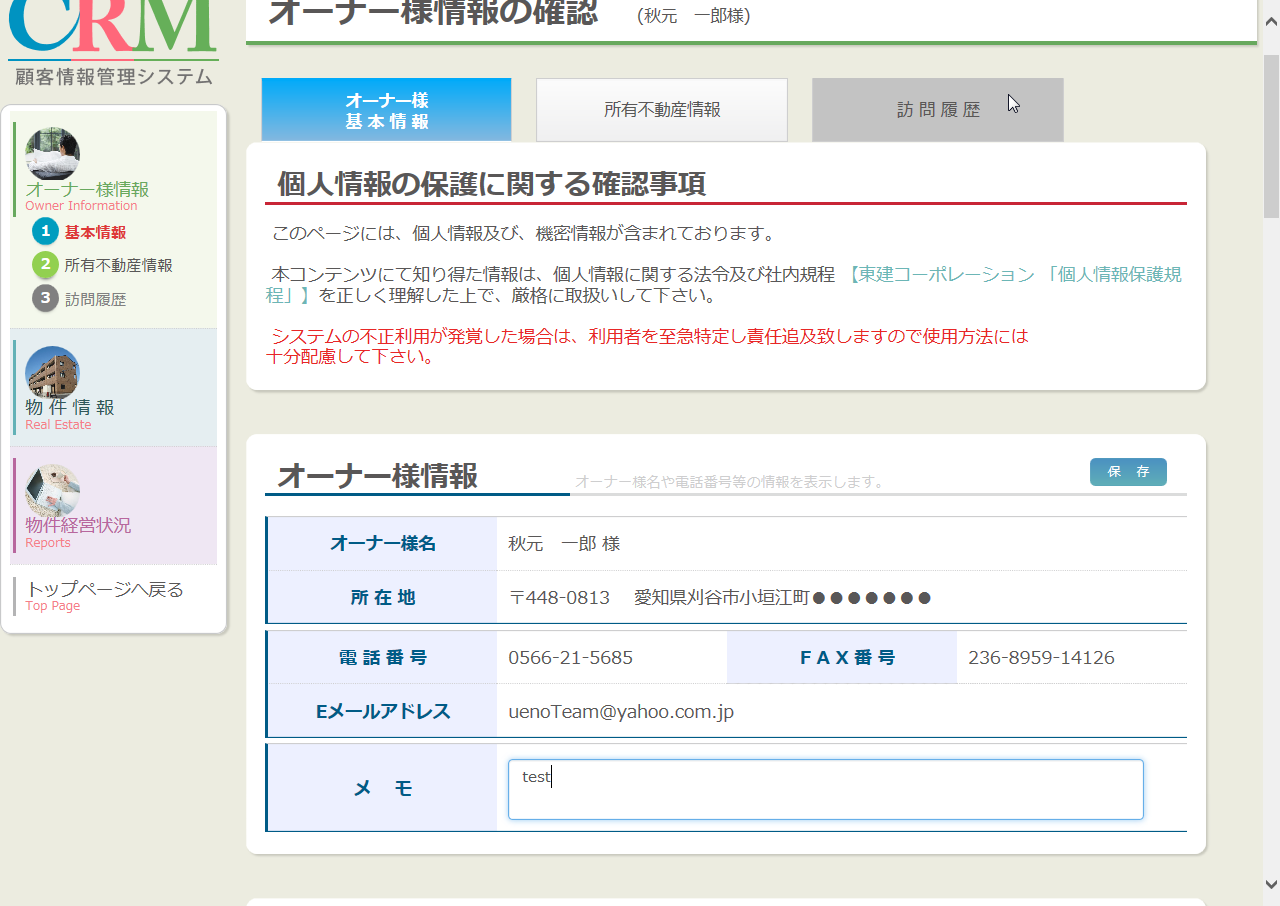 CRM
顧客情報管理システム
オーナー様情報
Owner Information
1 基本情報
2 所有不動産情報
3 訪問履歴
物 件 情 報
Real Estate
物件経営状況
Reports
トップページへ戻る
Top Page
オーナー様情報の確認 (秋元　一郎様)
オーナー様
基 本 情 報
所有不動産情報
訪 問 履 歴
個人情報の保護に関する確認事項
このページには、個人情報及び、機密情報が含まれております。
本コンテンツにて知り得た情報は、個人情報に関する法令及び社内規程 【東建コーポレーション 「個人情報保護規
程」】を正しく理解した上で、厳格に取扱いして下さい。
システムの不正利用が発覚した場合は、利用者を至急特定し責任追及致しますので使用方法には
十分配慮して下さい。
オーナー様情報 オーナー様名や電話番号等の情報を表示します。 保　存
オーナー様名 秋元　一郎 様
所 在 地 〒448-0813　愛知県刈谷市小垣江町●●●●●●●
電 話 番 号 0566-21-5685 F A X 番 号 236-8959-14126
Eメールアドレス uenoTeam@yahoo.com.jp
メ　モ test